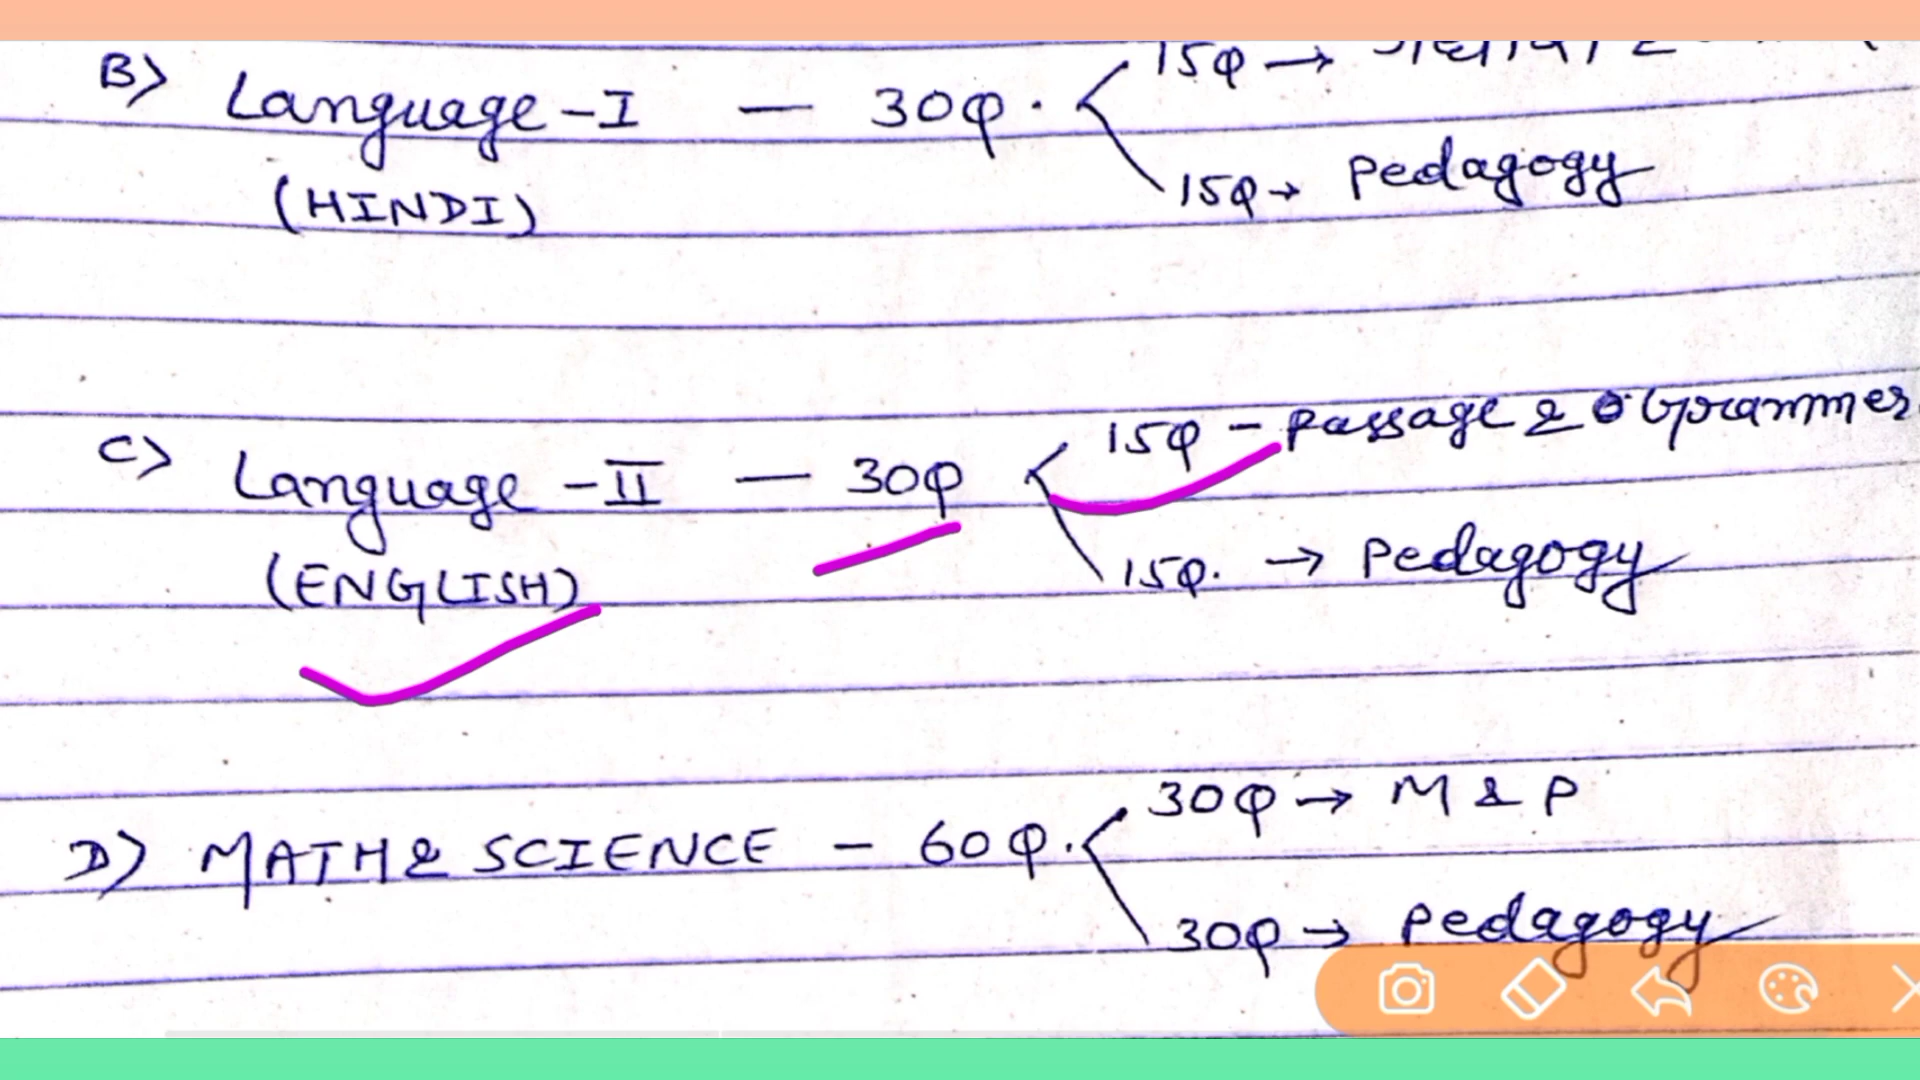 B) Language - I — 30Q. 15Q →
15Q → Pedagogy
(HINDI)
C) Language - II — 30Q 15Q - Passage & Grammer
(ENGLISH) 15Q. → Pedagogy
D) MATH & SCIENCE - 60Q. 30Q → M & P
30Q → Pedagogy